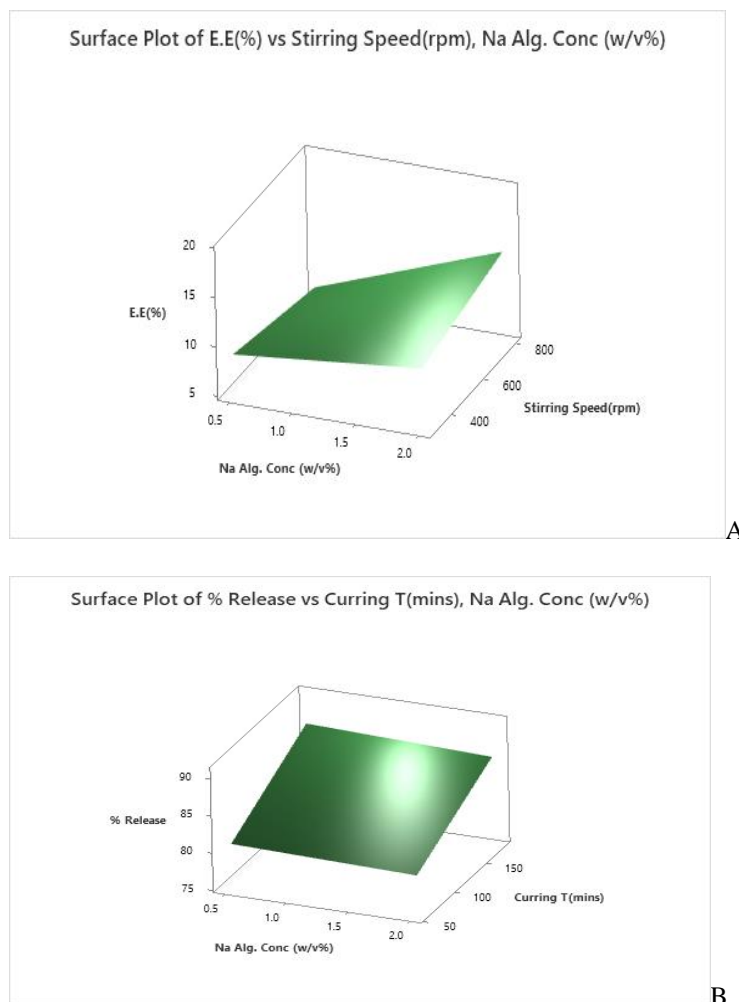 Surface Plot of E.E(%) vs Stirring Speed(rpm), Na Alg. Conc (w/v%)
20
15
E.E(%)
10
5
0.5
1.0
1.5
2.0
Na Alg. Conc (w/v%)
800
600
400
Stirring Speed(rpm)
A
Surface Plot of % Release vs Curring T(mins), Na Alg. Conc (w/v%)
90
85
% Release
80
75
0.5
1.0
1.5
2.0
Na Alg. Conc (w/v%)
150
100
50
Curring T(mins)
B